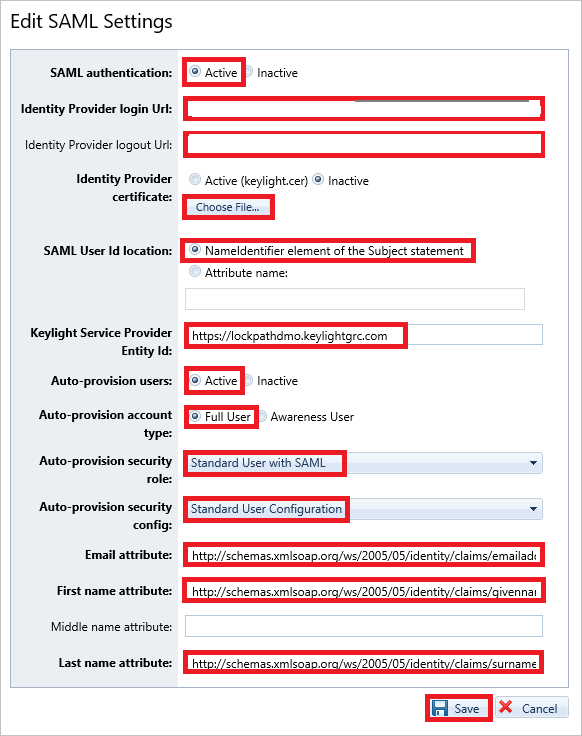 Edit SAML Settings
SAML authentication: Active Inactive
Identity Provider login Url:
Identity Provider logout Url:
Identity Provider certificate: Active (keylight.cer) Inactive
Choose File...
SAML User Id location: NameIdentifier element of the Subject statement
Attribute name:
Keylight Service Provider Entity Id: https://lockpathdmo.keylightgrc.com
Auto-provision users: Active Inactive
Auto-provision account type: Full User Awareness User
Auto-provision security role: Standard User with SAML
Auto-provision security config: Standard User Configuration
Email attribute: http://schemas.xmlsoap.org/ws/2005/05/identity/claims/emailadd
First name attribute: http://schemas.xmlsoap.org/ws/2005/05/identity/claims/givennam
Middle name attribute:
Last name attribute: http://schemas.xmlsoap.org/ws/2005/05/identity/claims/surname
Save Cancel